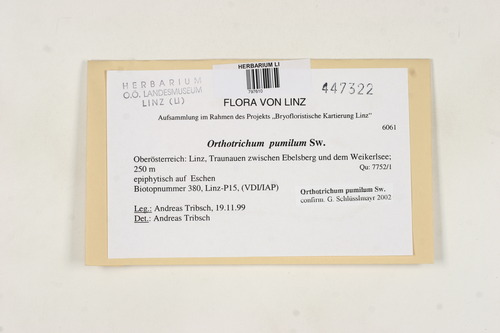 HERBARIUM LI
HERBARIUM
O.Ö. LANDESMUSEUM
LINZ (LI)
447322
FLORA VON LINZ
Aufsammlung im Rahmen des Projekts „Bryofloristische Kartierung Linz”
6061
Orthotrichum pumilum Sw.
Oberösterreich: Linz, Traunauen zwischen Ebelsberg und dem Weikerlsee;
250 m
Qu: 7752/1
epiphytisch auf Eschen
Biotopnummer 380, Linz-P15, (VDI/IAP)
Orthotrichum pumilum Sw.
confirm. G. Schlüsslmayr 2002
Leg.: Andreas Tribsch, 19.11.99
Det.: Andreas Tribsch